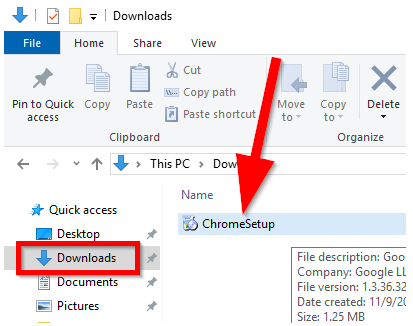 Downloads
File
Home
Share
View
Pin to Quick access
Copy
Paste
Cut
Copy path
Paste shortcut
Move to
Copy to
Delete
Clipboard
Organize
This PC
Name
Quick access
Desktop
Downloads
Documents
Pictures
ChromeSetup
File description: Goo
Company: Google LL
File version: 1.3.36.32
Date created: 11/9/20
Size: 1.25 MB